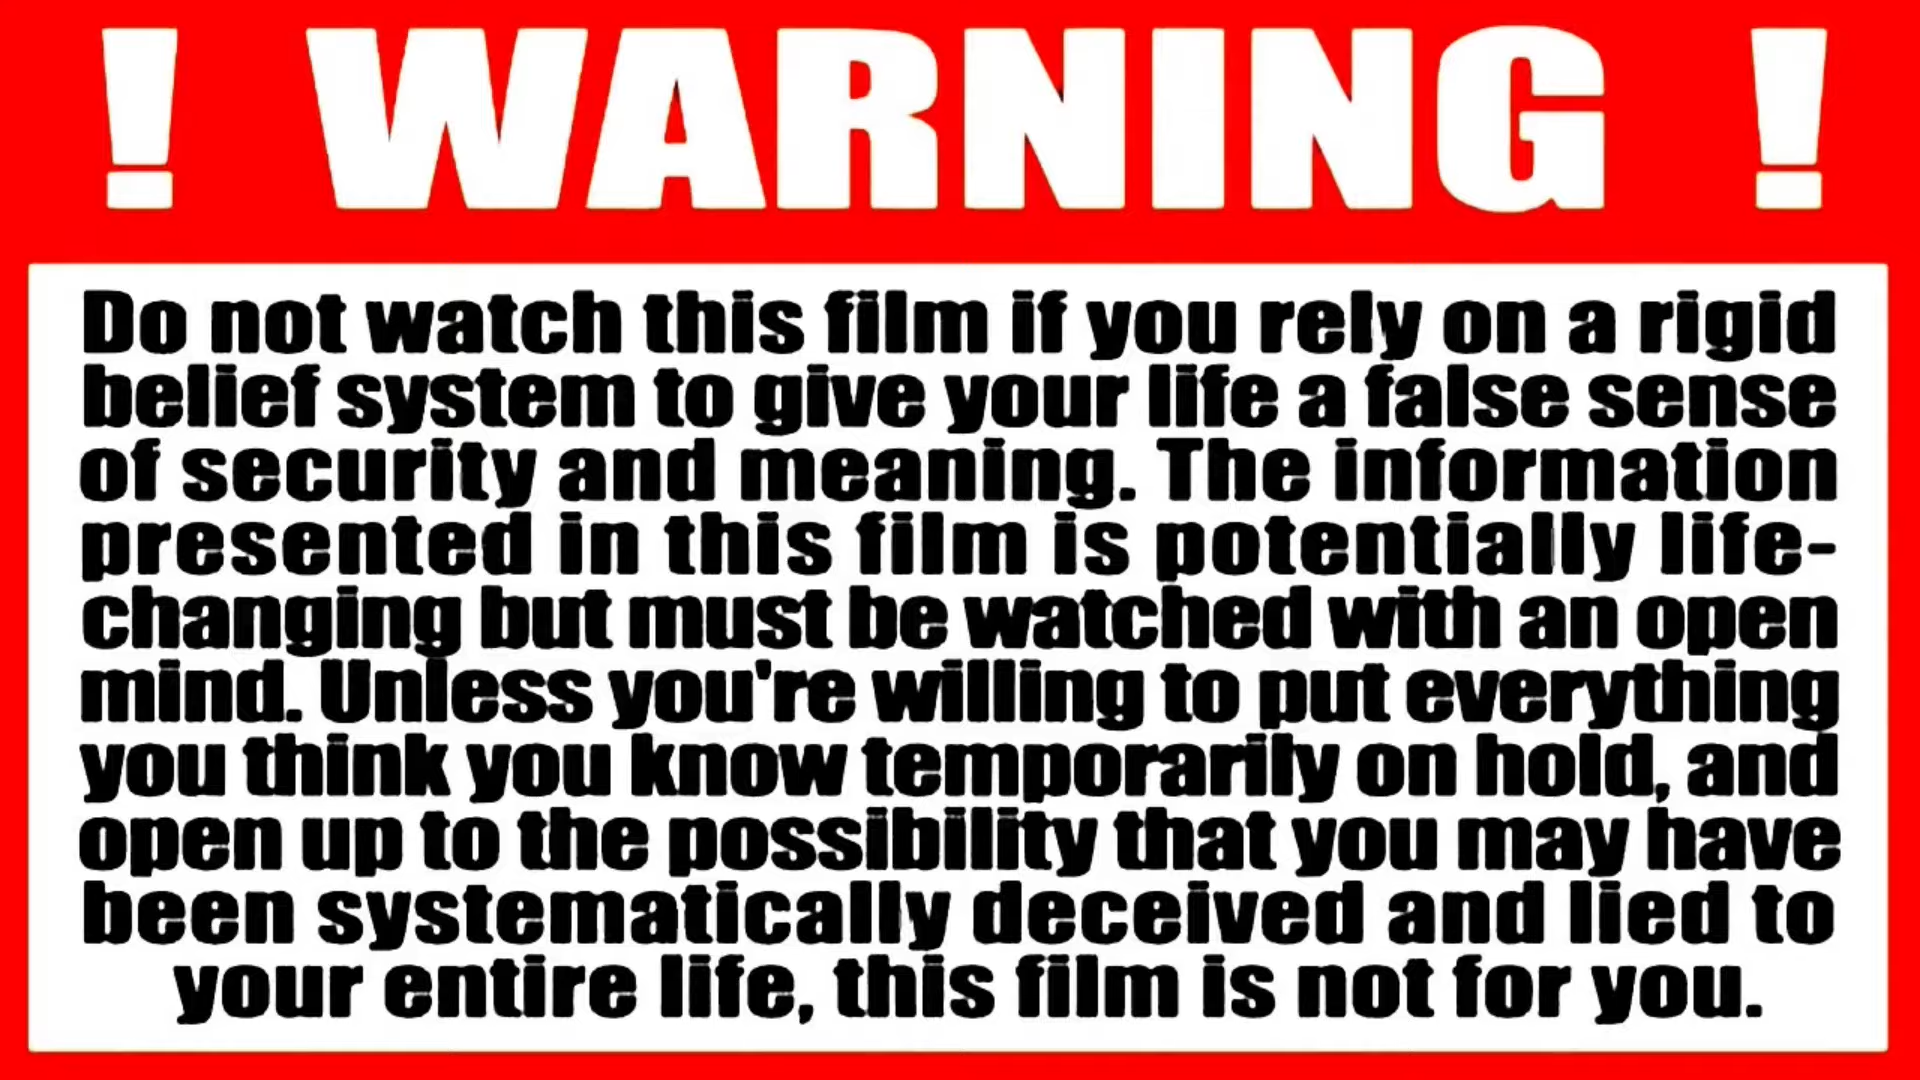 ! WARNING !
Do not watch this film if you rely on a rigid
belief system to give your life a false sense
of security and meaning. The information
presented in this film is potentially life-
changing but must be watched with an open
mind. Unless you're willing to put everything
you think you know temporarily on hold, and
open up to the possibility that you may have
been systematically deceived and lied to
your entire life, this film is not for you.